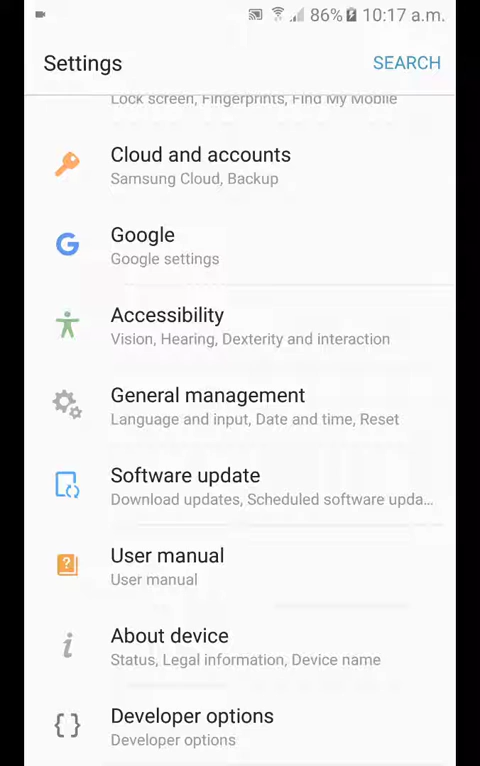 86% 10:17 a.m.
Settings
SEARCH
Lock screen, Fingerprints, Find My Mobile
Cloud and accounts
Samsung Cloud, Backup
Google
Google settings
Accessibility
Vision, Hearing, Dexterity and interaction
General management
Language and input, Date and time, Reset
Software update
Download updates, Scheduled software upda...
User manual
User manual
About device
Status, Legal information, Device name
Developer options
Developer options